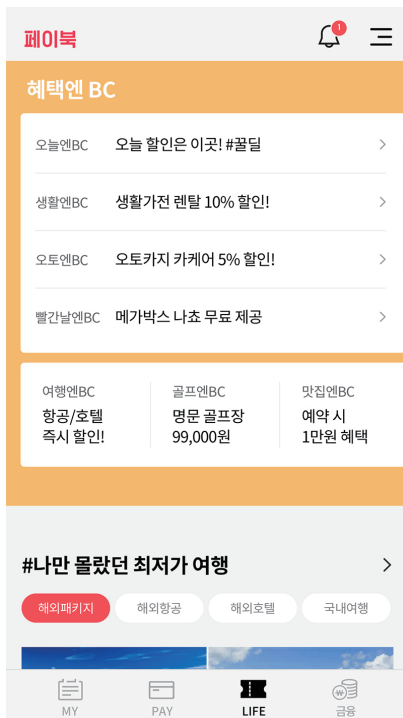 페이북
1
혜택엔 BC
오늘엔BC 오늘 할인은 이곳! #꿀딜
생활엔BC 생활가전 렌탈 10% 할인!
오토엔BC 오토카지 카케어 5% 할인!
빨간날엔BC 메가박스 나쵸 무료 제공
여행엔BC
항공/호텔
즉시 할인!
골프엔BC
명문 골프장
99,000원
맛집엔BC
예약 시
1만원 혜택
#나만 몰랐던 최저가 여행
해외패키지 해외항공 해외호텔 국내여행
MY PAY LIFE 금융